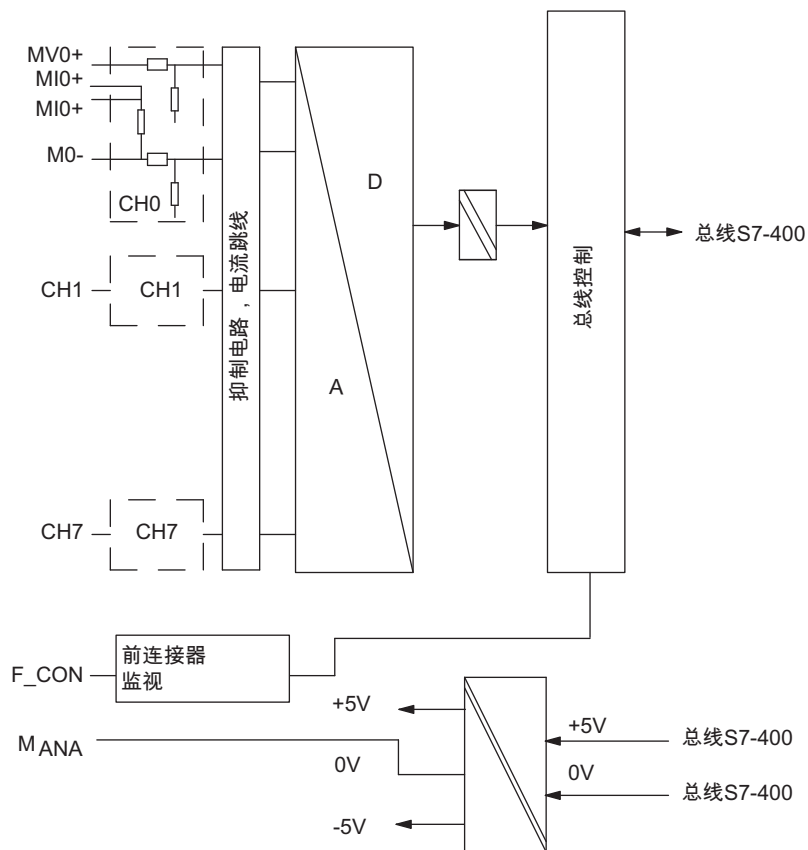 MV0+
MI0+
MI0+
M0-
CH0
CH1
CH1
CH7
CH7
抑制电路，电流跳线
D
A
总线控制
总线S7-400
F_CON
前连接器
监视
MANA
+5V
0V
-5V
+5V
总线S7-400
0V
总线S7-400